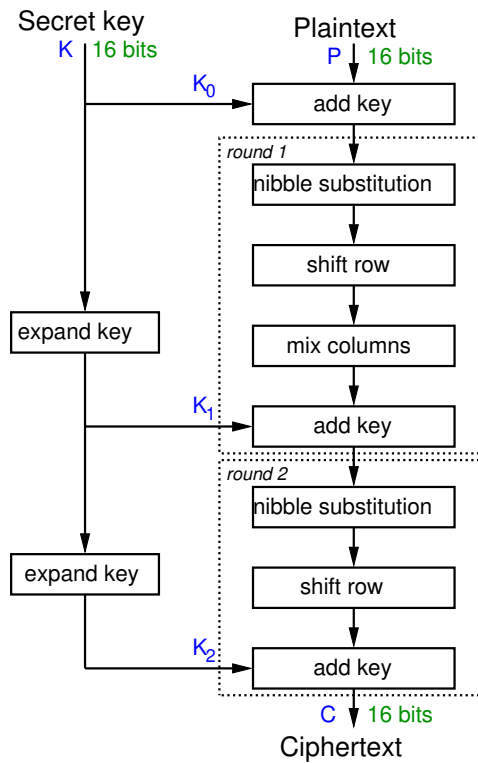 Secret key
Plaintext
K 16 bits
P 16 bits
K0
add key
round 1
nibble substitution
shift row
expand key
mix columns
K1
add key
round 2
nibble substitution
expand key
shift row
K2
add key
C 16 bits
Ciphertext